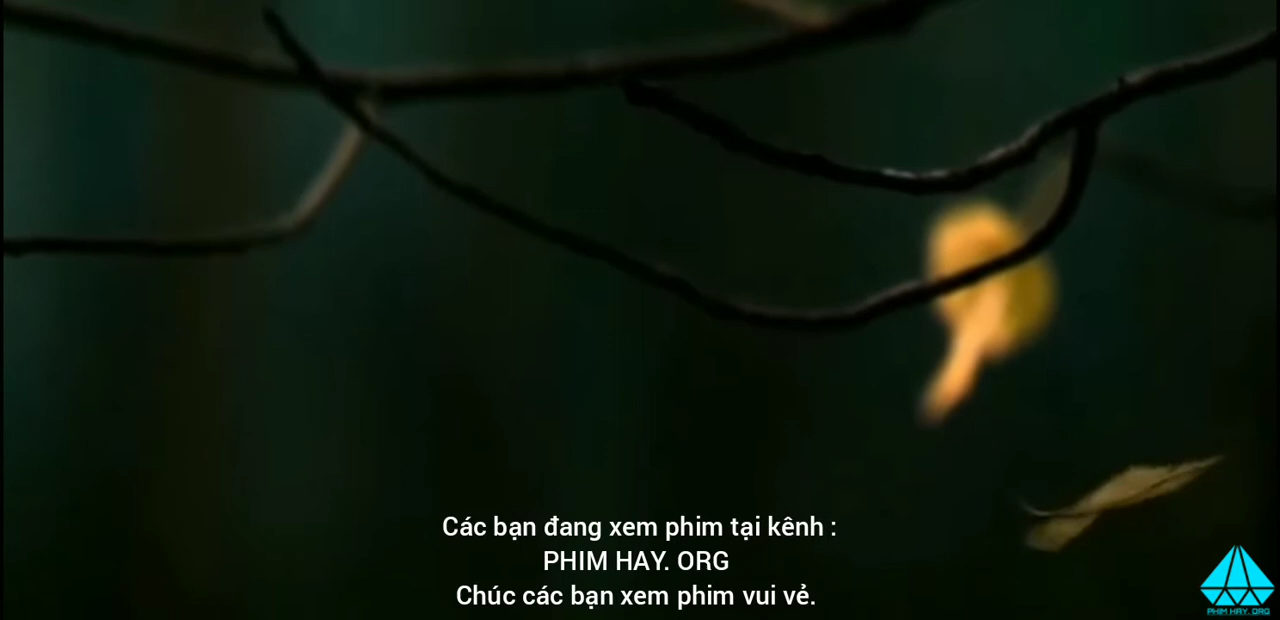 Các bạn đang xem phim tại kênh :
PHIM HAY. ORG
Chúc các bạn xem phim vui vẻ.
PHIM HAY. ORG